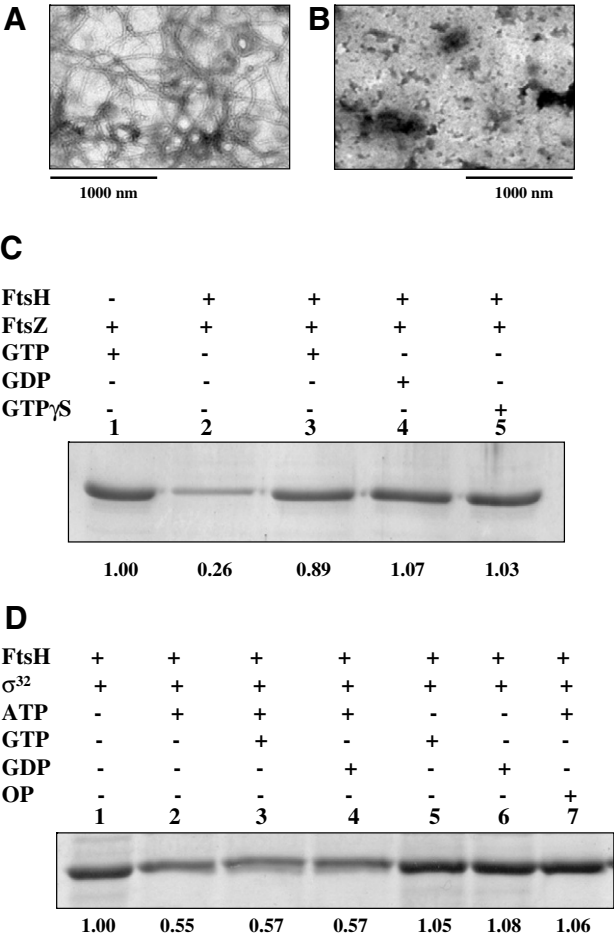 A B
1000 nm 1000 nm
C
FtsH - + + + +
FtsZ + + + + +
GTP + - + - -
GDP - - - + -
GTPγS - - - - +
1 2 3 4 5
1.00 0.26 0.89 1.07 1.03
D
FtsH + + + + + + +
σ32 + + + + + + +
ATP - + + + - - +
GTP - - + - + - -
GDP - - - + - + -
OP - - - - - - +
1 2 3 4 5 6 7
1.00 0.55 0.57 0.57 1.05 1.08 1.06